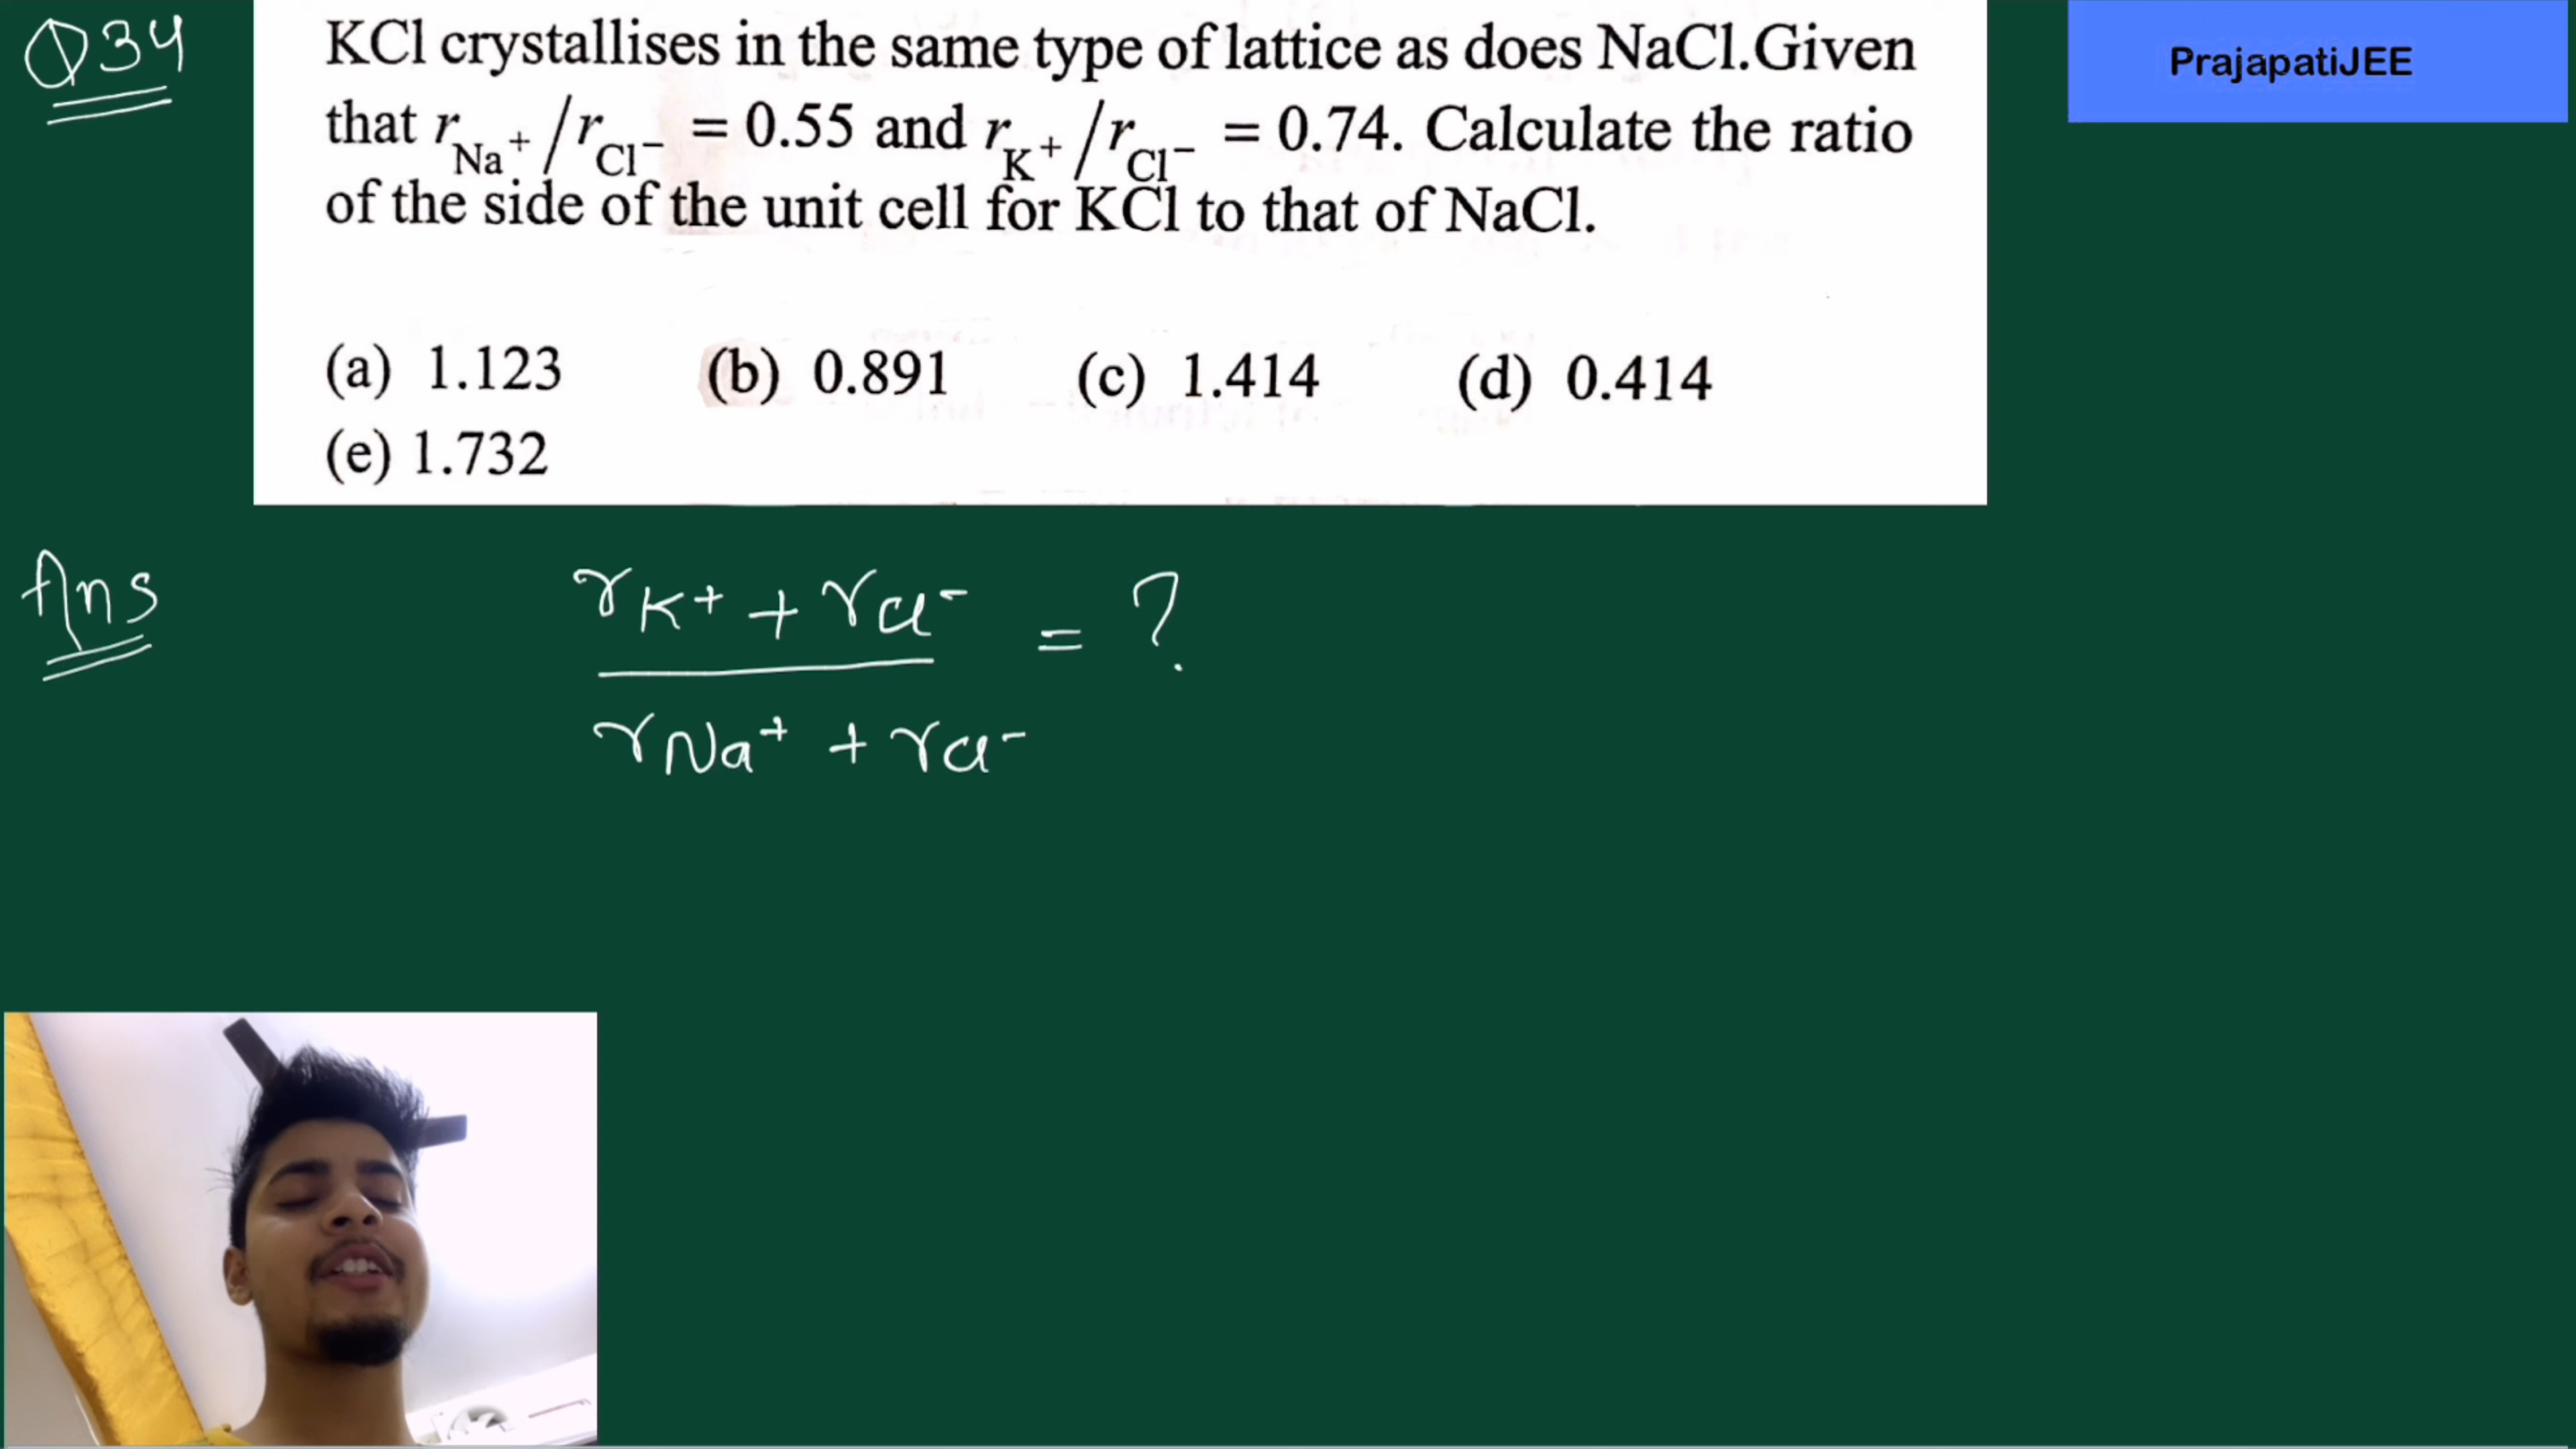 Q34
KCl crystallises in the same type of lattice as does NaCl.Given
that r_Na⁺/r_Cl⁻ = 0.55 and r_K⁺/r_Cl⁻ = 0.74. Calculate the ratio
of the side of the unit cell for KCl to that of NaCl.
(a) 1.123 (b) 0.891 (c) 1.414 (d) 0.414
(e) 1.732
PrajapatiJEE
Ans
rK⁺ + rCl⁻ = ?
rNa⁺ + rCl⁻